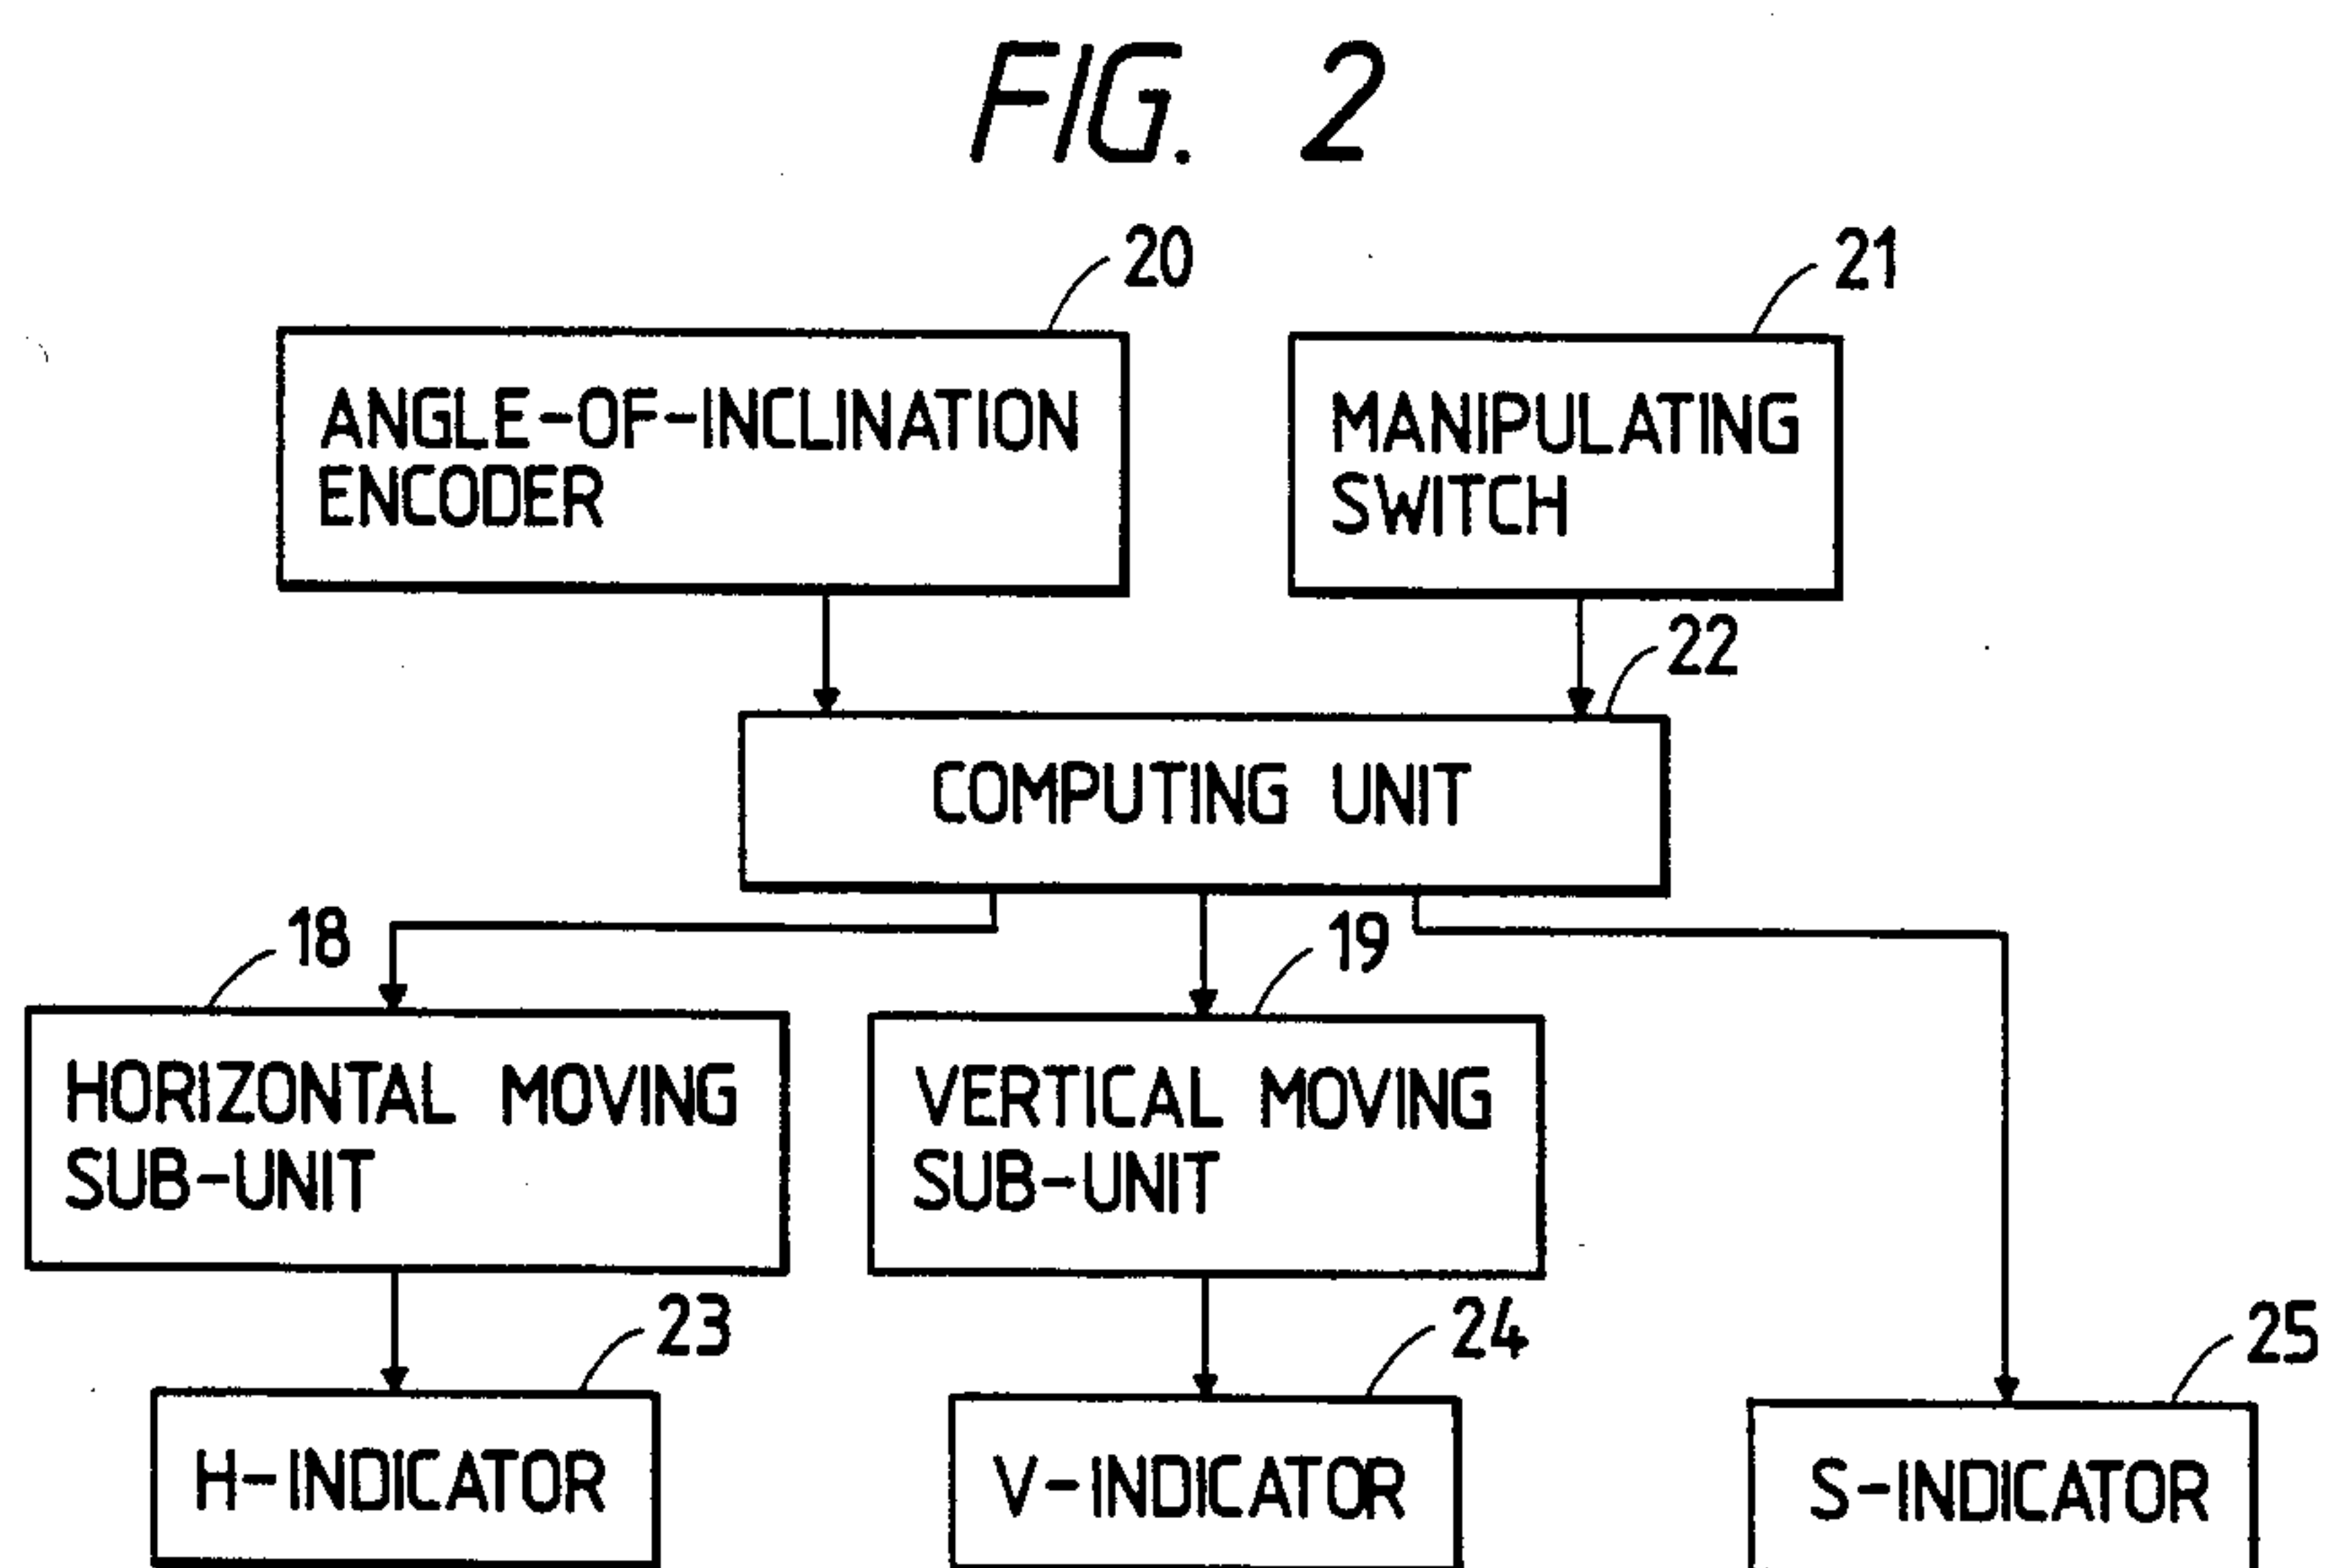 FIG. 2
20
21
ANGLE-OF-INCLINATION
ENCODER
MANIPULATING
SWITCH
22
COMPUTING UNIT
18
19
HORIZONTAL MOVING
SUB-UNIT
VERTICAL MOVING
SUB-UNIT
23
24
25
H-INDICATOR
V-INDICATOR
S-INDICATOR